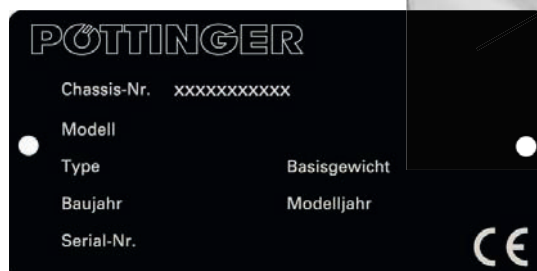 PÖTTINGER
Chassis-Nr. xxxxxxxxxxx
Modell
Type Basisgewicht
Baujahr Modelljahr
Serial-Nr.
CE